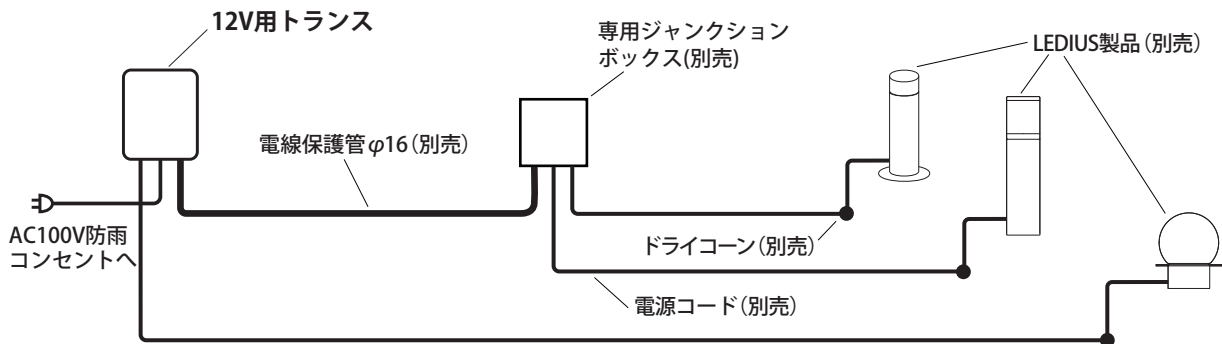 12V用トランス
専用ジャンクション
ボックス(別売)
LEDIUS製品(別売)
電線保護管φ16(別売)
AC100V防雨
コンセントへ
ドライコーン(別売)
電源コード(別売)